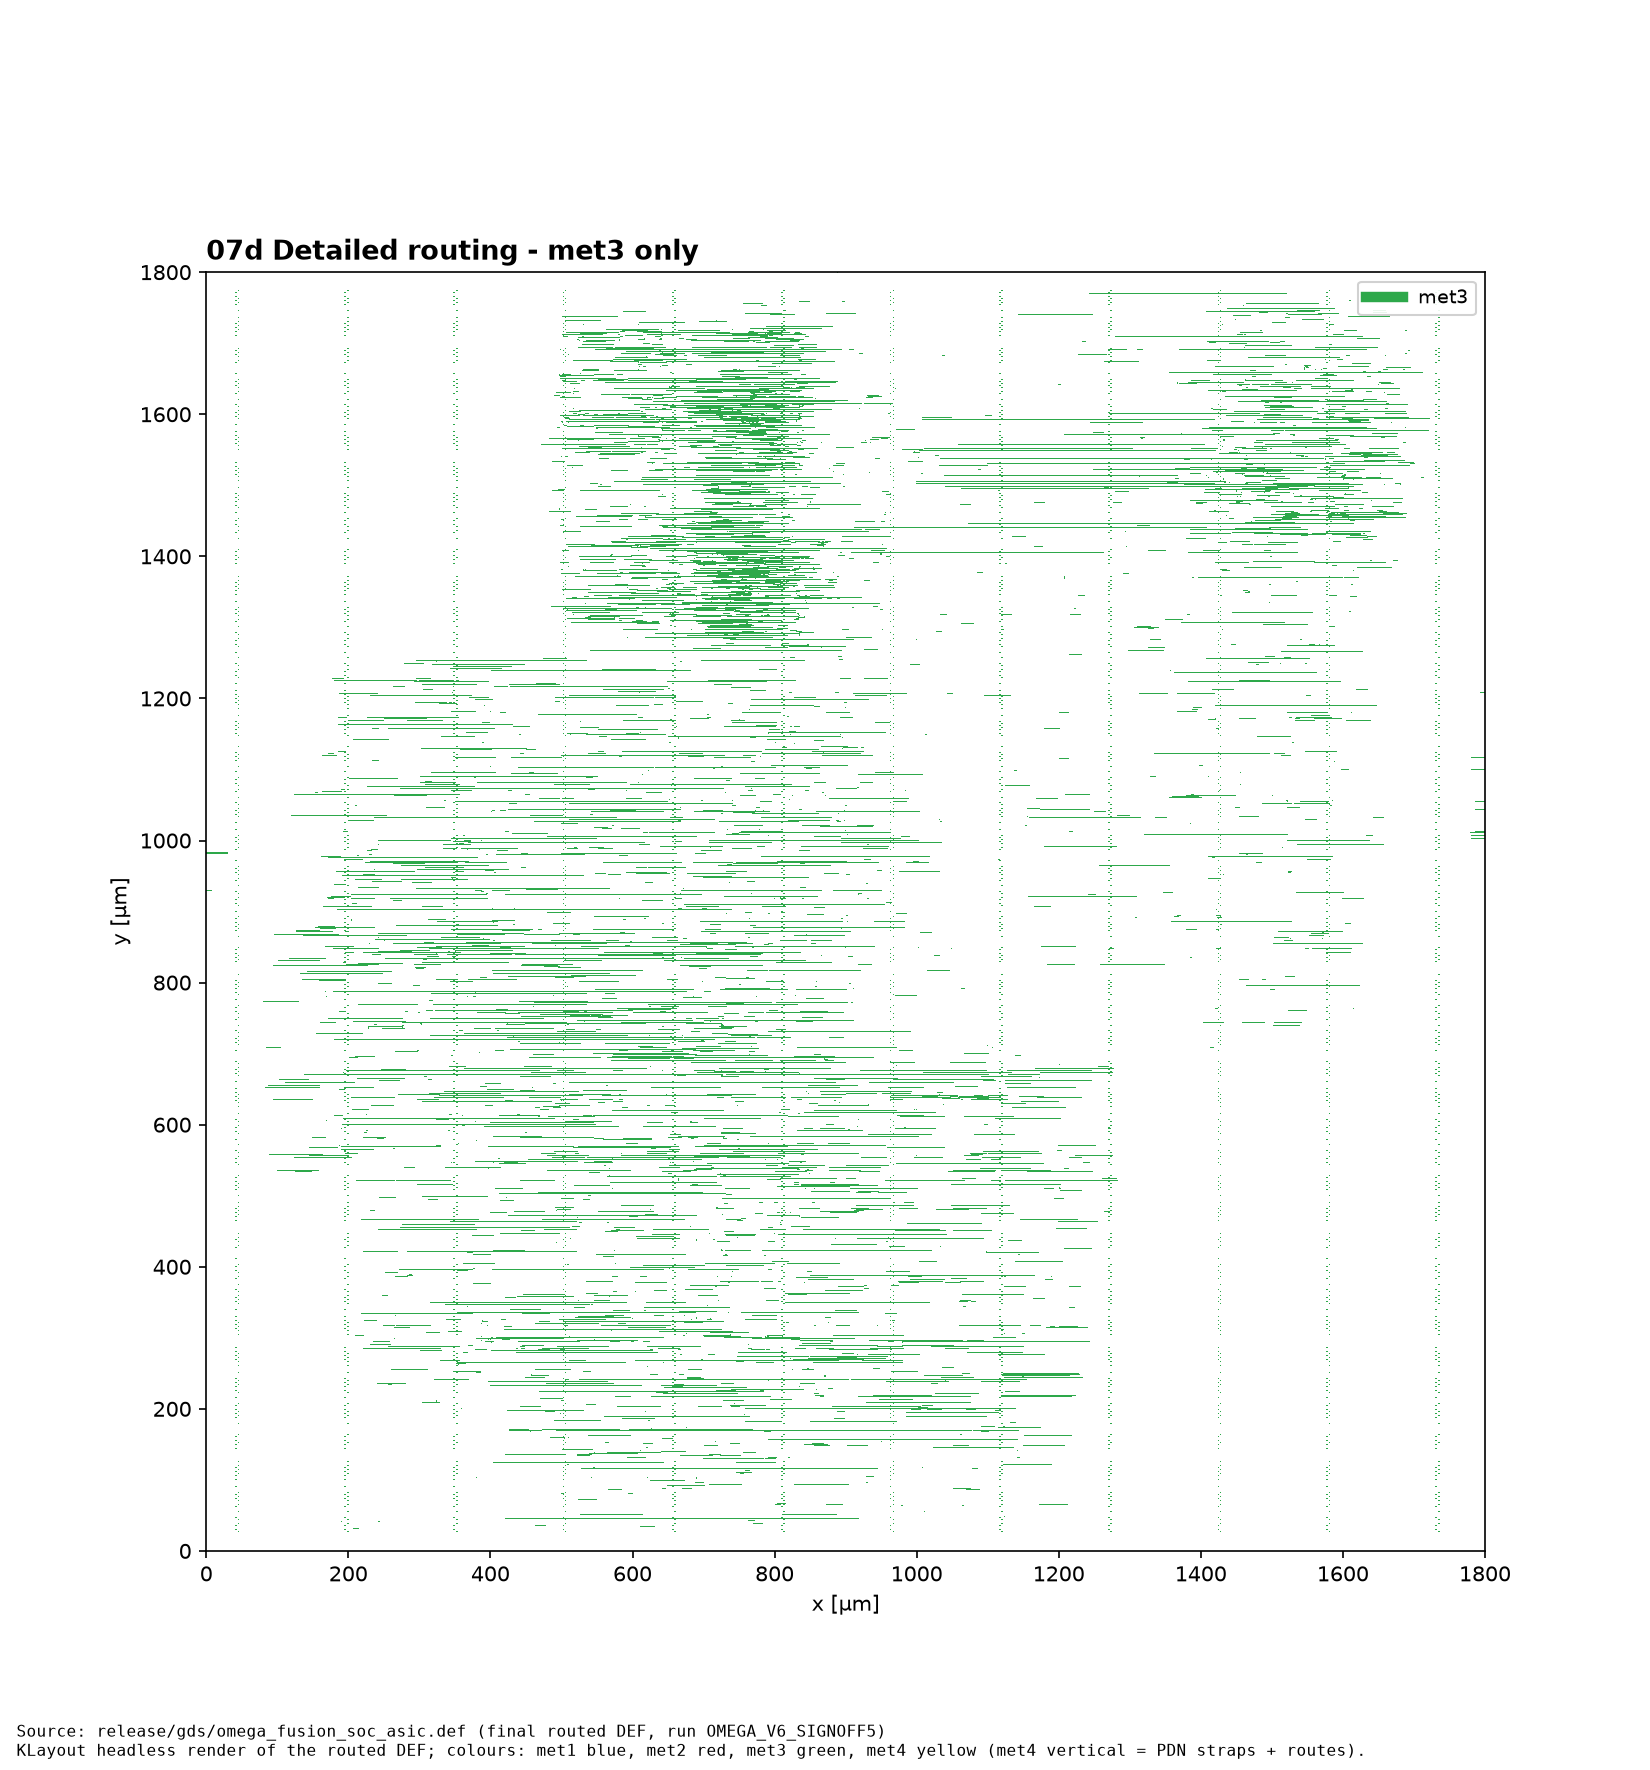 07d Detailed routing - met3 only
met3
1800
1600
1400
1200
1000
800
600
400
200
0
y [µm]
0 200 400 600 800 1000 1200 1400 1600 1800
x [µm]
Source: release/gds/omega_fusion_soc_asic.def (final routed DEF, run OMEGA_V6_SIGNOFF5)
KLayout headless render of the routed DEF; colours: met1 blue, met2 red, met3 green, met4 yellow (met4 vertical = PDN straps + routes).